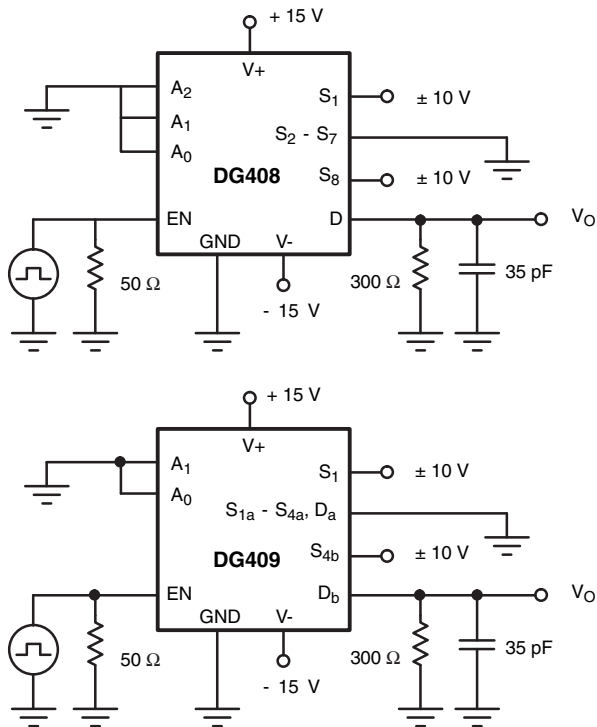 + 15 V
V+
A2
S1
± 10 V
A1
S2 - S7
A0
DG408
S8
± 10 V
EN
D
VO
GND
V-
50 Ω
300 Ω
35 pF
- 15 V
+ 15 V
V+
A1
S1
± 10 V
A0
S1a - S4a, Da
DG409
S4b
± 10 V
EN
Db
VO
GND
V-
50 Ω
300 Ω
35 pF
- 15 V